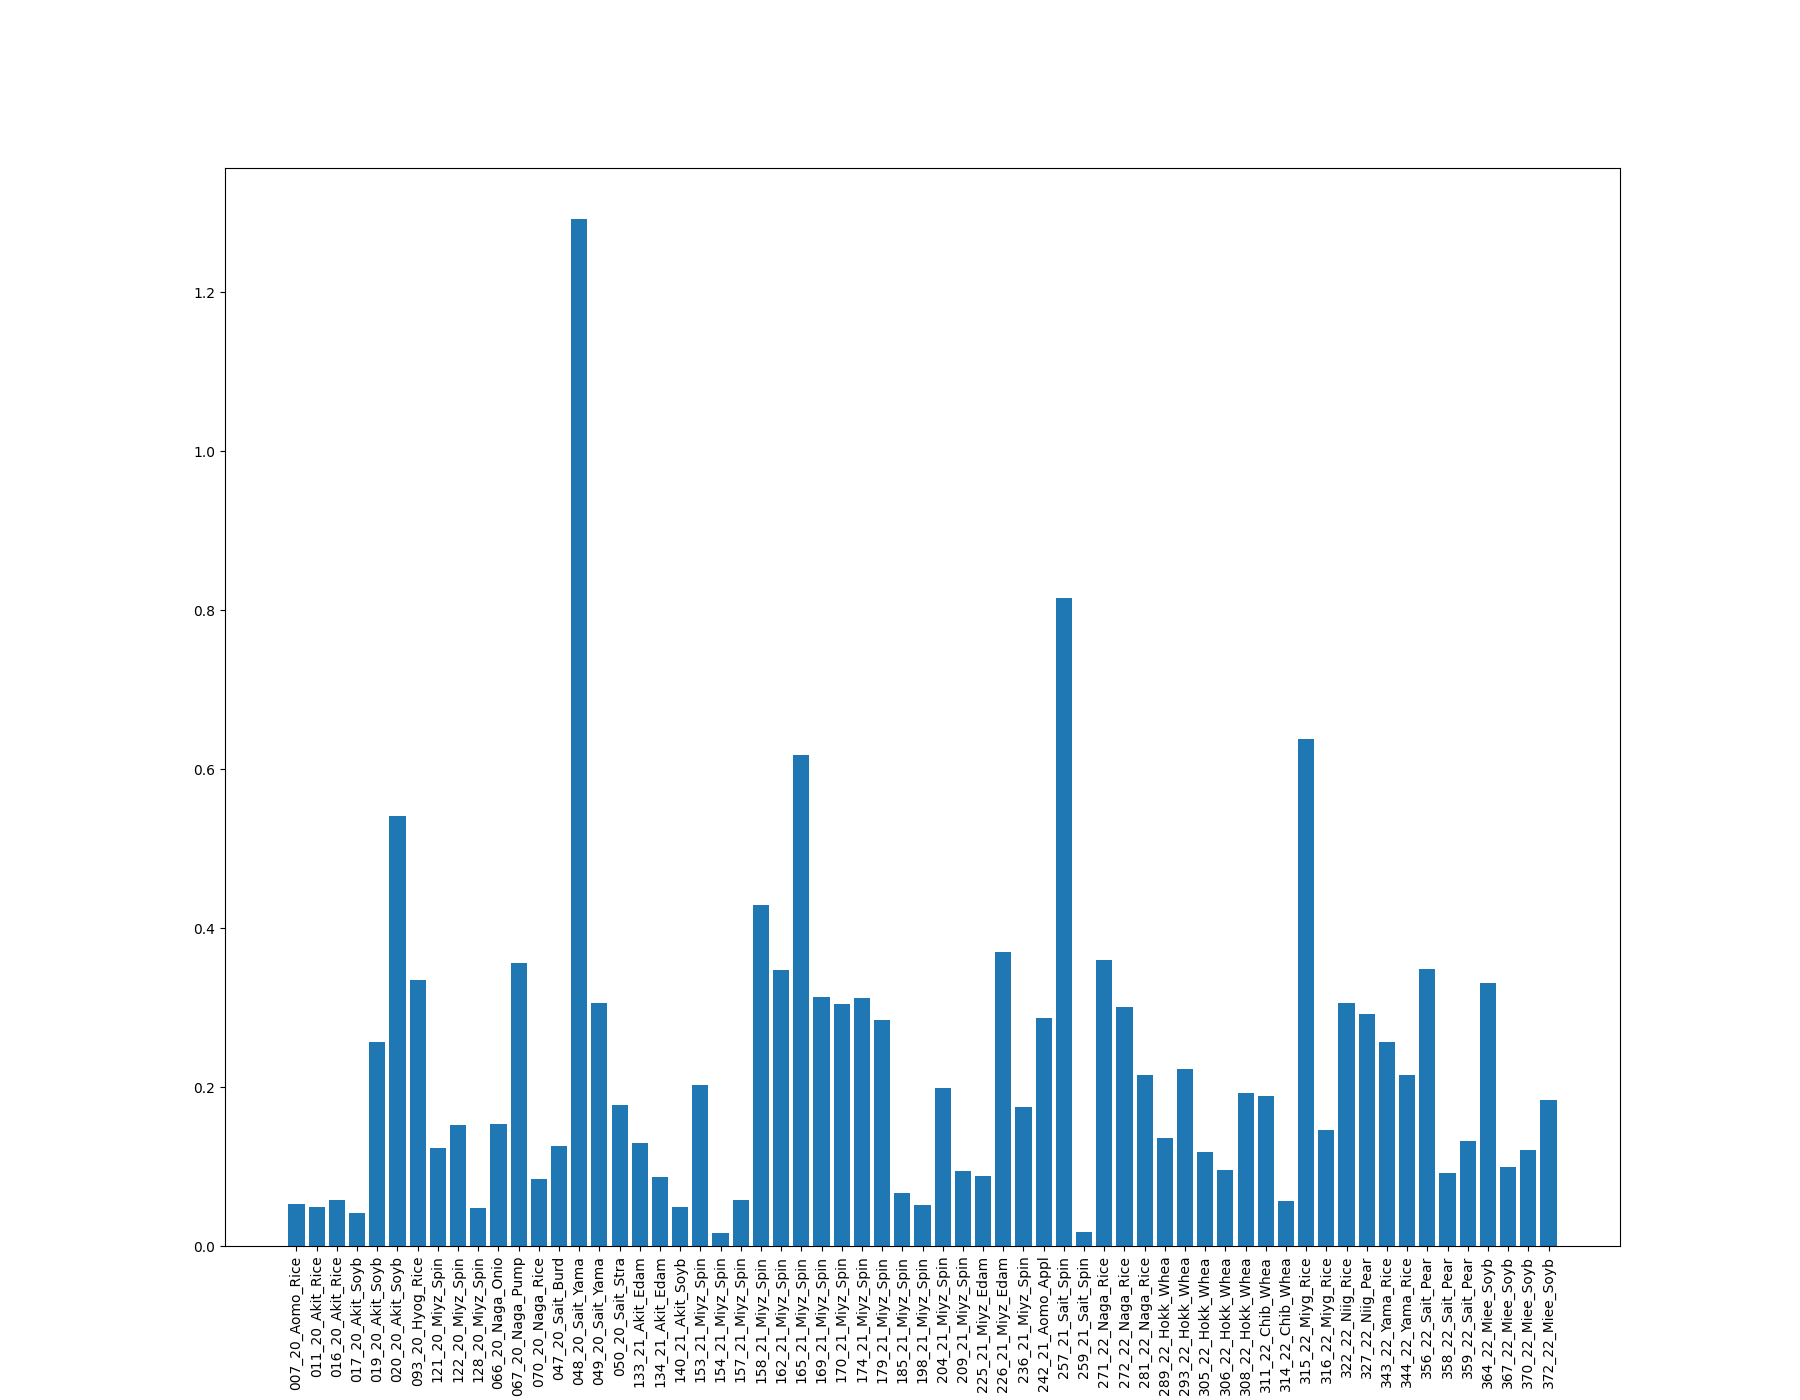 1.2
1.0
0.8
0.6
0.4
0.2
0.0
007_20_Aomo_Rice
011_20_Akit_Rice
016_20_Akit_Rice
017_20_Akit_Soyb
019_20_Akit_Soyb
020_20_Akit_Soyb
093_20_Hyog_Rice
121_20_Miyz_Spin
122_20_Miyz_Spin
128_20_Miyz_Spin
066_20_Naga_Onio
067_20_Naga_Pump
070_20_Naga_Rice
047_20_Sait_Burd
048_20_Sait_Yama
049_20_Sait_Yama
050_20_Sait_Stra
133_21_Akit_Edam
134_21_Akit_Edam
140_21_Akit_Soyb
153_21_Miyz_Spin
154_21_Miyz_Spin
157_21_Miyz_Spin
158_21_Miyz_Spin
162_21_Miyz_Spin
165_21_Miyz_Spin
169_21_Miyz_Spin
170_21_Miyz_Spin
174_21_Miyz_Spin
179_21_Miyz_Spin
185_21_Miyz_Spin
198_21_Miyz_Spin
204_21_Miyz_Spin
209_21_Miyz_Spin
225_21_Miyz_Edam
226_21_Miyz_Edam
236_21_Miyz_Spin
242_21_Aomo_Appl
257_21_Sait_Spin
259_21_Sait_Spin
271_22_Naga_Rice
272_22_Naga_Rice
281_22_Naga_Rice
289_22_Hokk_Whea
293_22_Hokk_Whea
305_22_Hokk_Whea
306_22_Hokk_Whea
308_22_Hokk_Whea
311_22_Chib_Whea
314_22_Chib_Whea
315_22_Miyg_Rice
316_22_Miyg_Rice
322_22_Niig_Rice
327_22_Niig_Pear
343_22_Yama_Rice
344_22_Yama_Rice
356_22_Sait_Pear
358_22_Sait_Pear
359_22_Sait_Pear
364_22_Miee_Soyb
367_22_Miee_Soyb
370_22_Miee_Soyb
372_22_Miee_Soyb